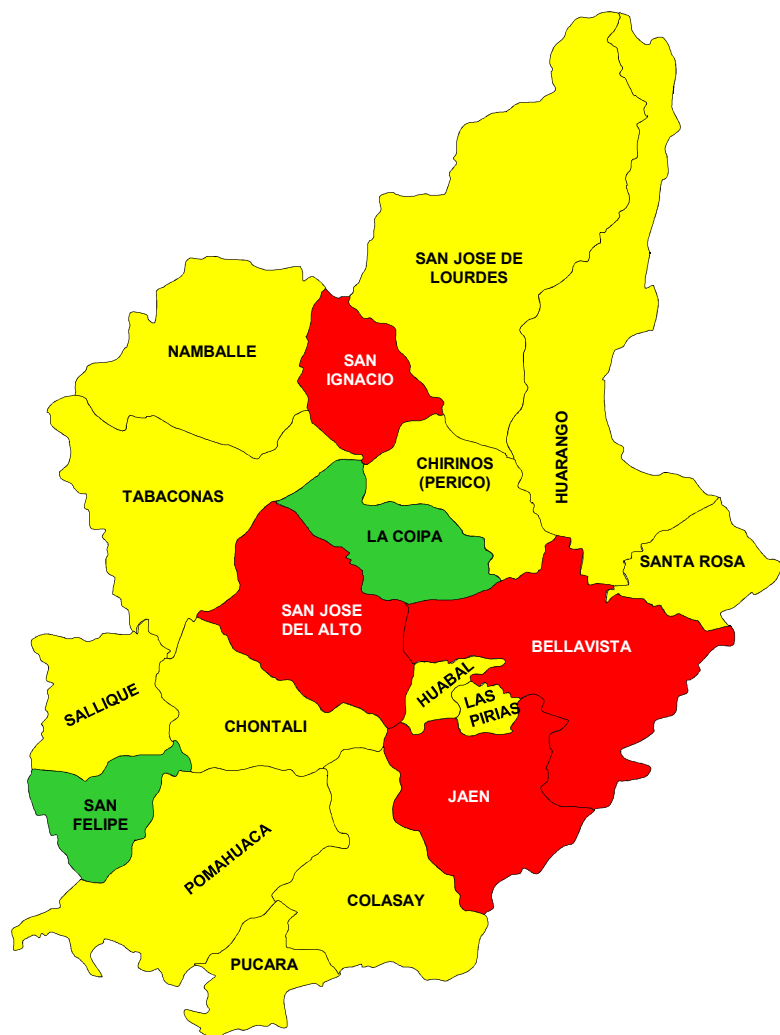 SAN JOSE DE
LOURDES
NAMBALLE
SAN
IGNACIO
HUARANGO
CHIRINOS
(PERICO)
TABACONAS
LA COIPA
SANTA ROSA
SAN JOSE
DEL ALTO
BELLAVISTA
HUABAL
LAS
PIRIAS
SALLIQUE
CHONTALI
JAEN
SAN
FELIPE
POMAHUACA
COLASAY
PUCARA